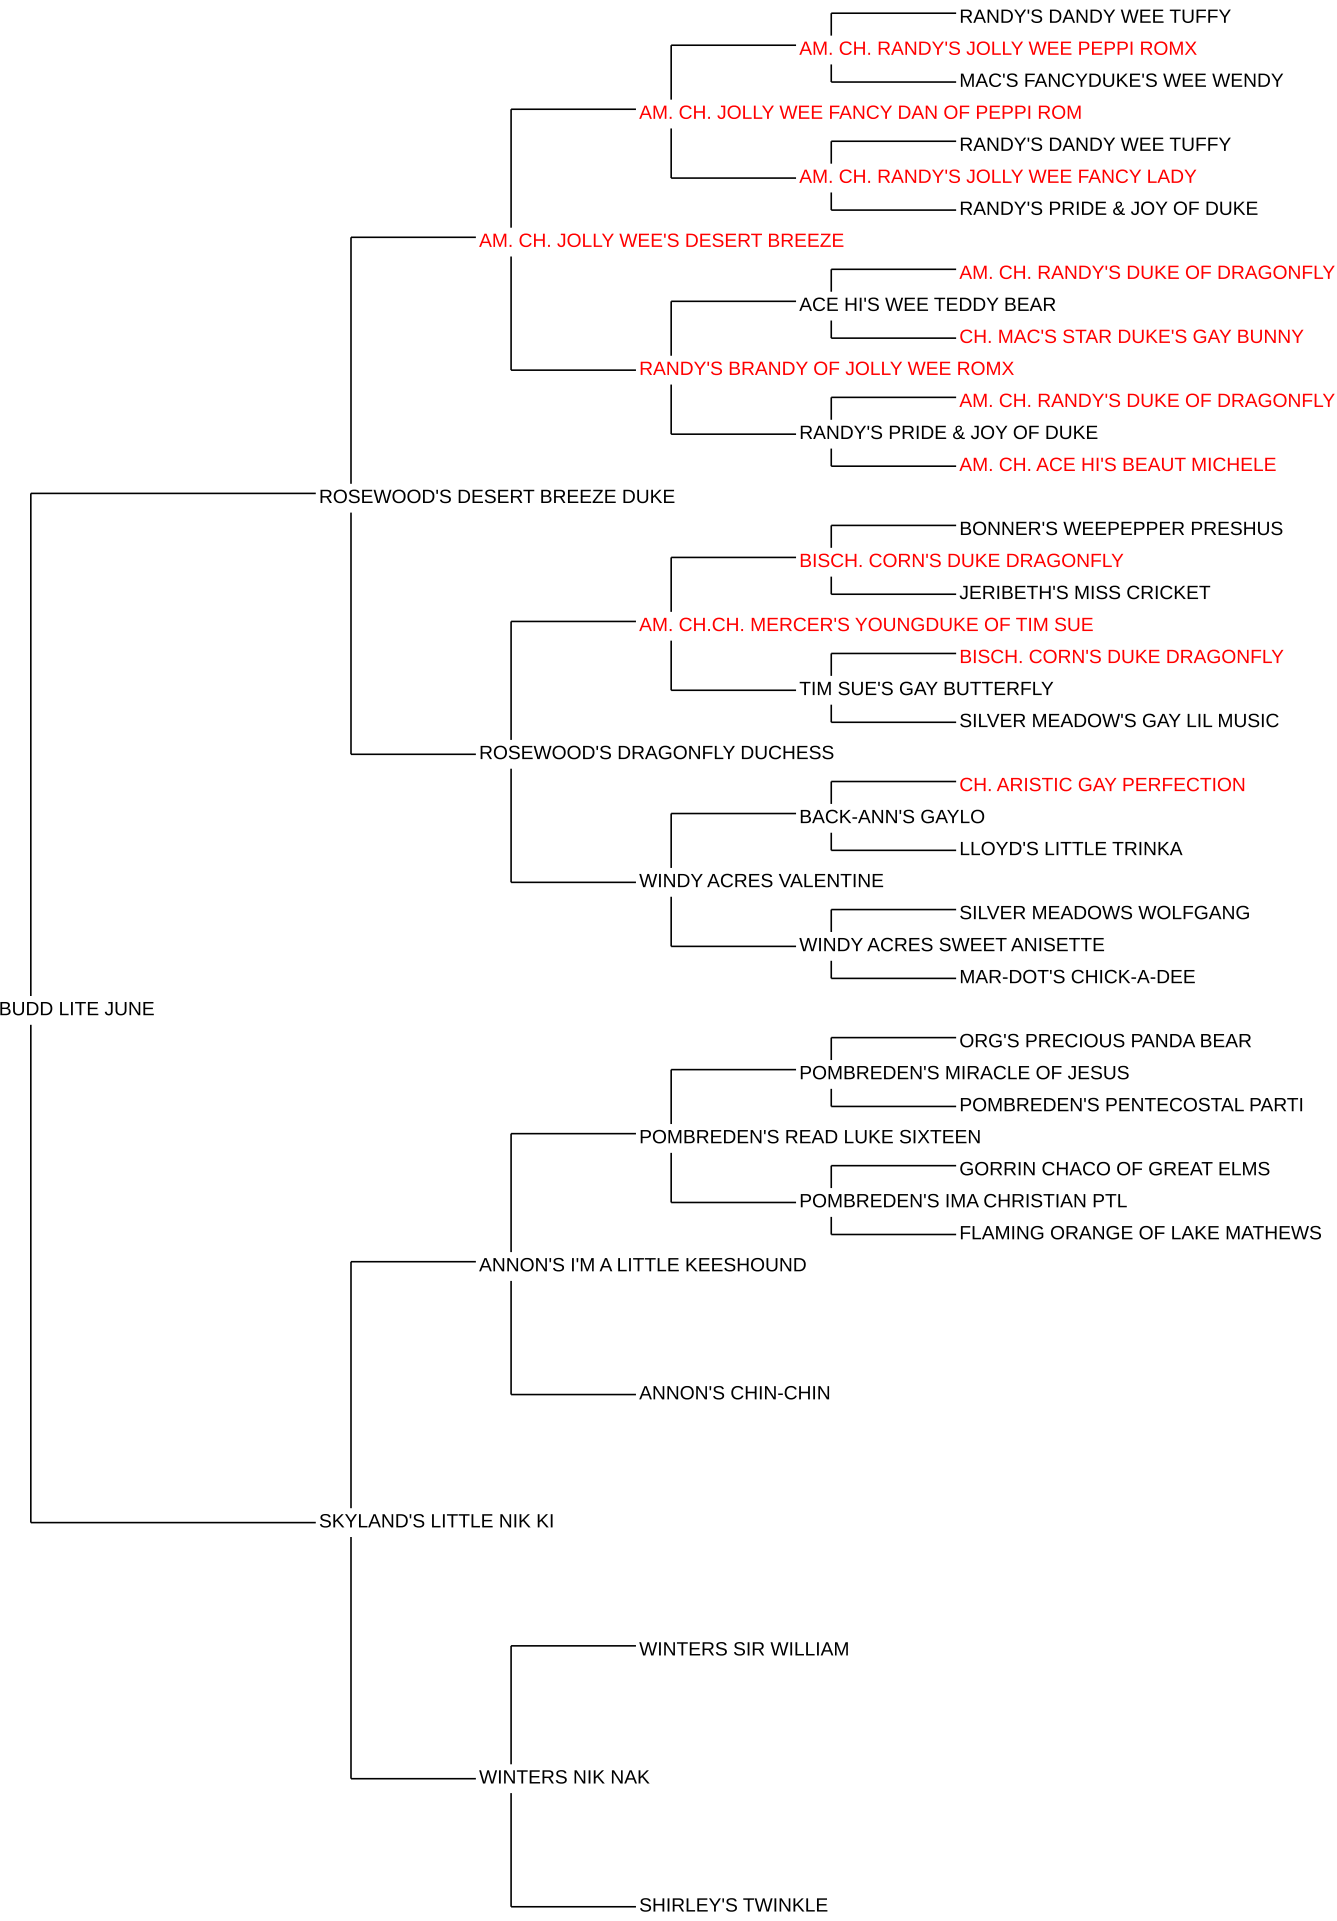 RANDY'S DANDY WEE TUFFY
AM. CH. RANDY'S JOLLY WEE PEPPI ROMX
MAC'S FANCYDUKE'S WEE WENDY
AM. CH. JOLLY WEE FANCY DAN OF PEPPI ROM
RANDY'S DANDY WEE TUFFY
AM. CH. RANDY'S JOLLY WEE FANCY LADY
RANDY'S PRIDE & JOY OF DUKE
AM. CH. JOLLY WEE'S DESERT BREEZE
AM. CH. RANDY'S DUKE OF DRAGONFLY
ACE HI'S WEE TEDDY BEAR
CH. MAC'S STAR DUKE'S GAY BUNNY
RANDY'S BRANDY OF JOLLY WEE ROMX
AM. CH. RANDY'S DUKE OF DRAGONFLY
RANDY'S PRIDE & JOY OF DUKE
AM. CH. ACE HI'S BEAUT MICHELE
ROSEWOOD'S DESERT BREEZE DUKE
BONNER'S WEEPEPPER PRESHUS
BISCH. CORN'S DUKE DRAGONFLY
JERIBETH'S MISS CRICKET
AM. CH.CH. MERCER'S YOUNGDUKE OF TIM SUE
BISCH. CORN'S DUKE DRAGONFLY
TIM SUE'S GAY BUTTERFLY
SILVER MEADOW'S GAY LIL MUSIC
ROSEWOOD'S DRAGONFLY DUCHESS
CH. ARISTIC GAY PERFECTION
BACK-ANN'S GAYLO
LLOYD'S LITTLE TRINKA
WINDY ACRES VALENTINE
SILVER MEADOWS WOLFGANG
WINDY ACRES SWEET ANISETTE
MAR-DOT'S CHICK-A-DEE
BUDD LITE JUNE
ORG'S PRECIOUS PANDA BEAR
POMBREDEN'S MIRACLE OF JESUS
POMBREDEN'S PENTECOSTAL PARTI
POMBREDEN'S READ LUKE SIXTEEN
GORRIN CHACO OF GREAT ELMS
POMBREDEN'S IMA CHRISTIAN PTL
FLAMING ORANGE OF LAKE MATHEWS
ANNON'S I'M A LITTLE KEESHOUND
ANNON'S CHIN-CHIN
SKYLAND'S LITTLE NIK KI
WINTERS SIR WILLIAM
WINTERS NIK NAK
SHIRLEY'S TWINKLE